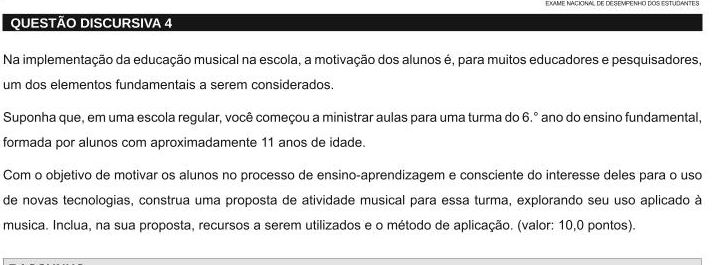 EXAME NACIONAL DE DESEMPENHO DOS ESTUDANTES
QUESTÃO DISCURSIVA 4
Na implementação da educação musical na escola, a motivação dos alunos é, para muitos educadores e pesquisadores,
um dos elementos fundamentais a serem considerados.
Suponha que, em uma escola regular, você começou a ministrar aulas para uma turma do 6.° ano do ensino fundamental,
formada por alunos com aproximadamente 11 anos de idade.
Com o objetivo de motivar os alunos no processo de ensino-aprendizagem e consciente do interesse deles para o uso
de novas tecnologias, construa uma proposta de atividade musical para essa turma, explorando seu uso aplicado à
musica. Inclua, na sua proposta, recursos a serem utilizados e o método de aplicação. (valor: 10,0 pontos).